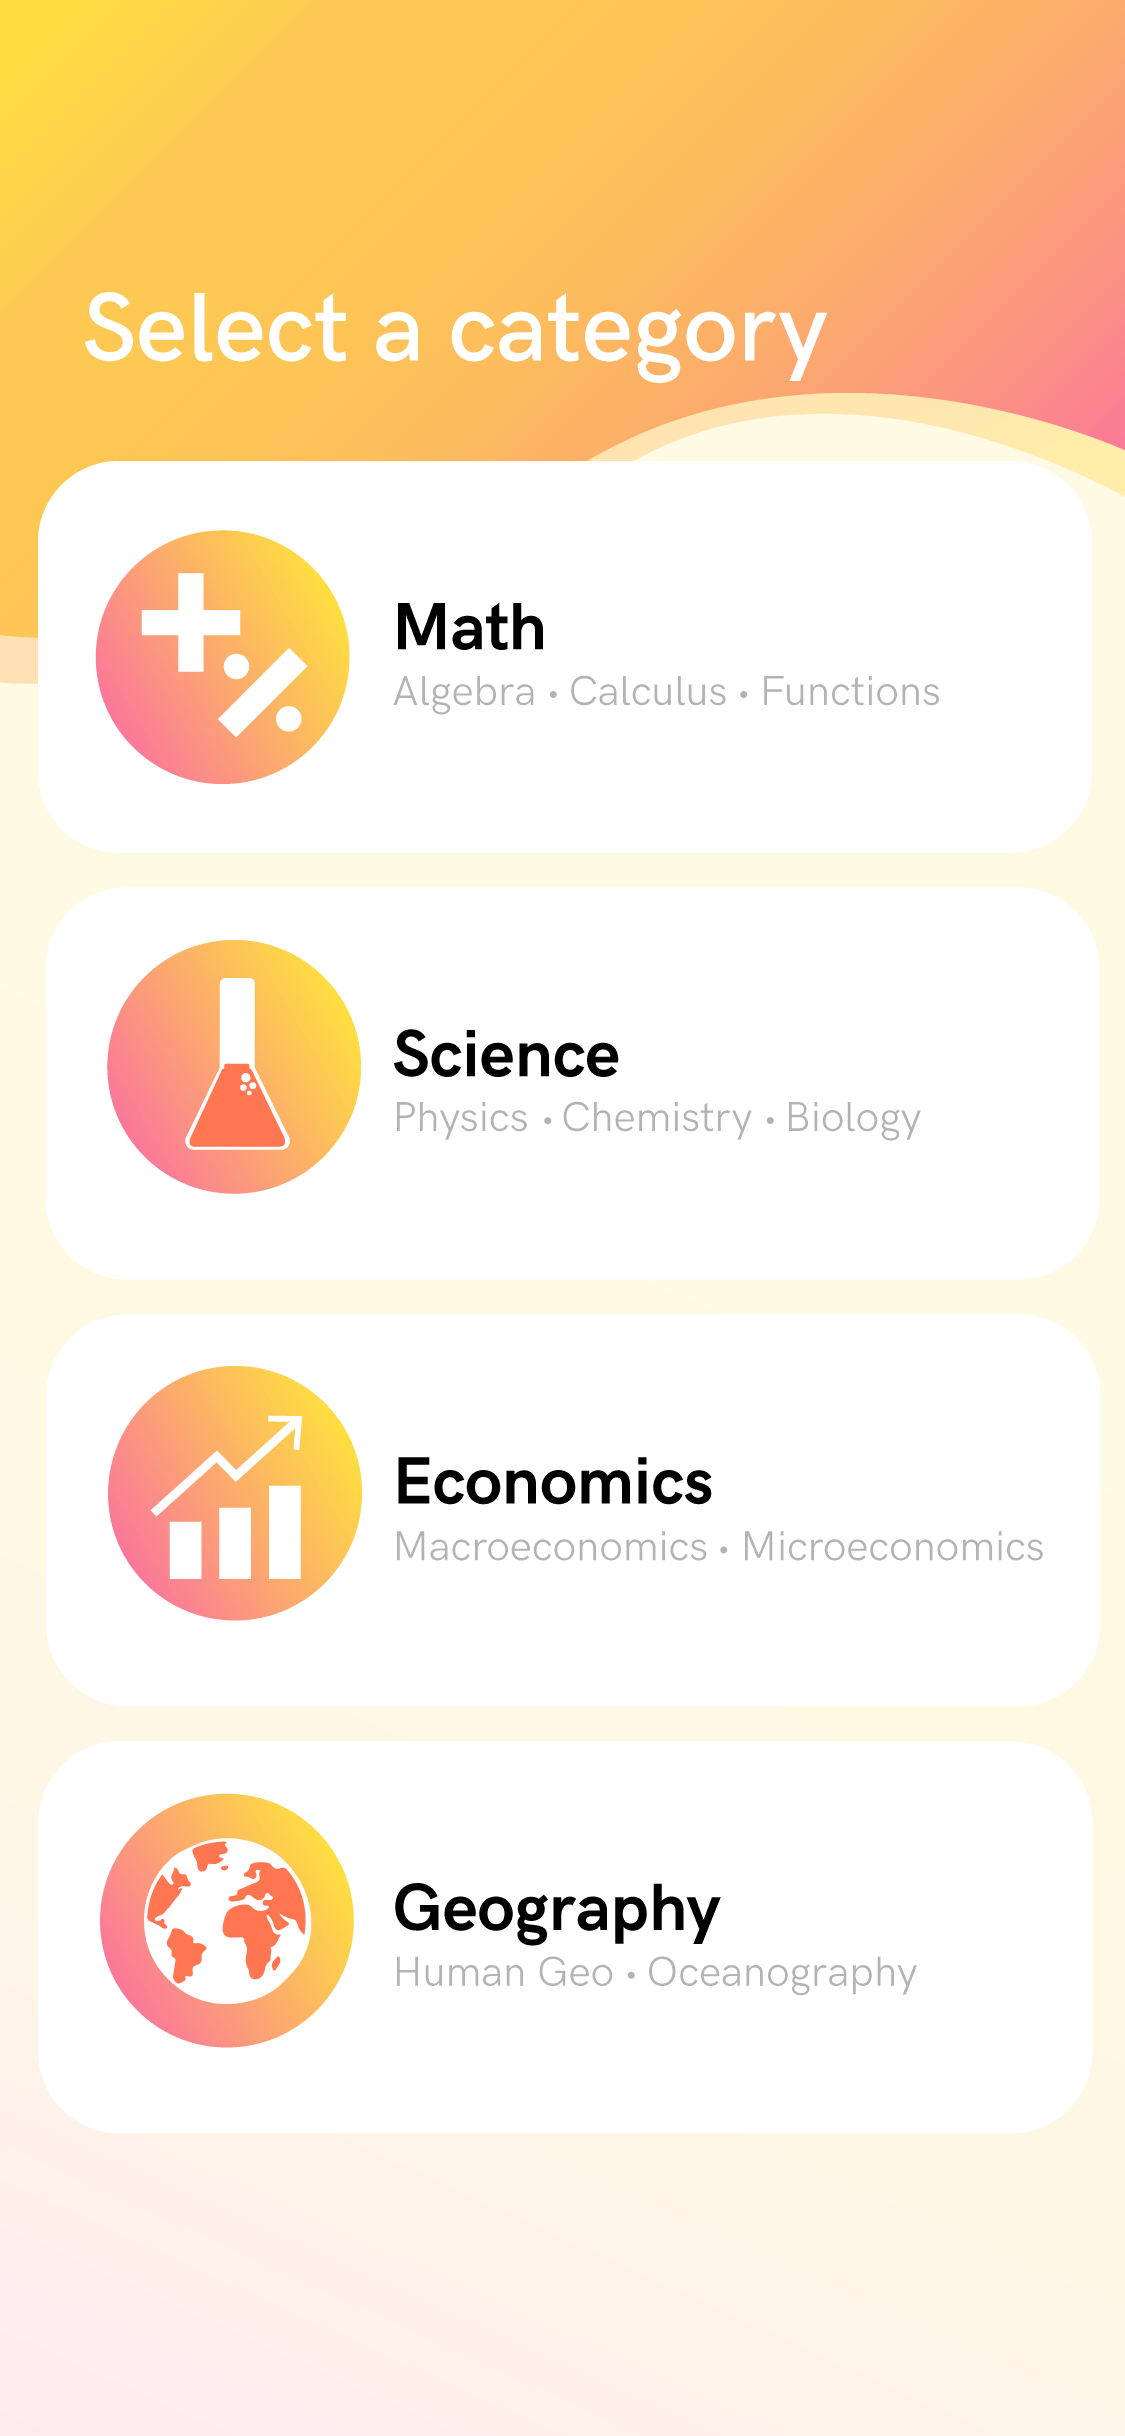 Select a category
Math
Algebra • Calculus • Functions
Science
Physics • Chemistry • Biology
Economics
Macroeconomics • Microeconomics
Geography
Human Geo • Oceanography